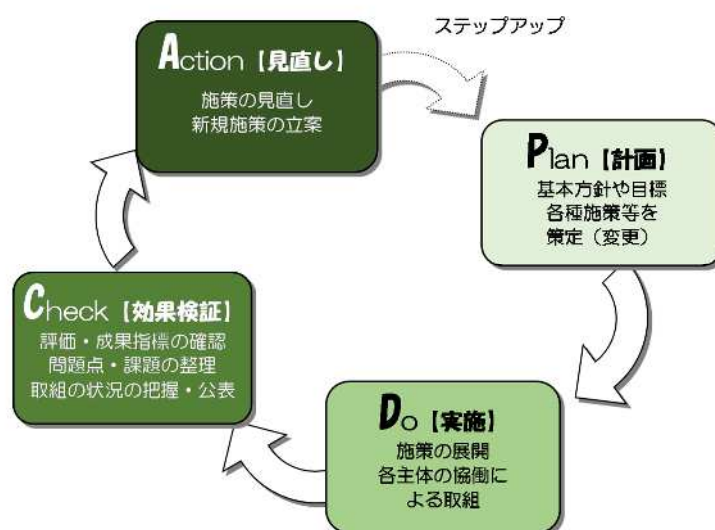 ステップアップ
Action【見直し】
施策の見直し
新規施策の立案
Plan【計画】
基本方針や目標
各種施策等を
策定（変更）
Check【効果検証】
評価・成果指標の確認
問題点・課題の整理
取組の状況の把握・公表
Do【実施】
施策の展開
各主体の協働に
よる取組